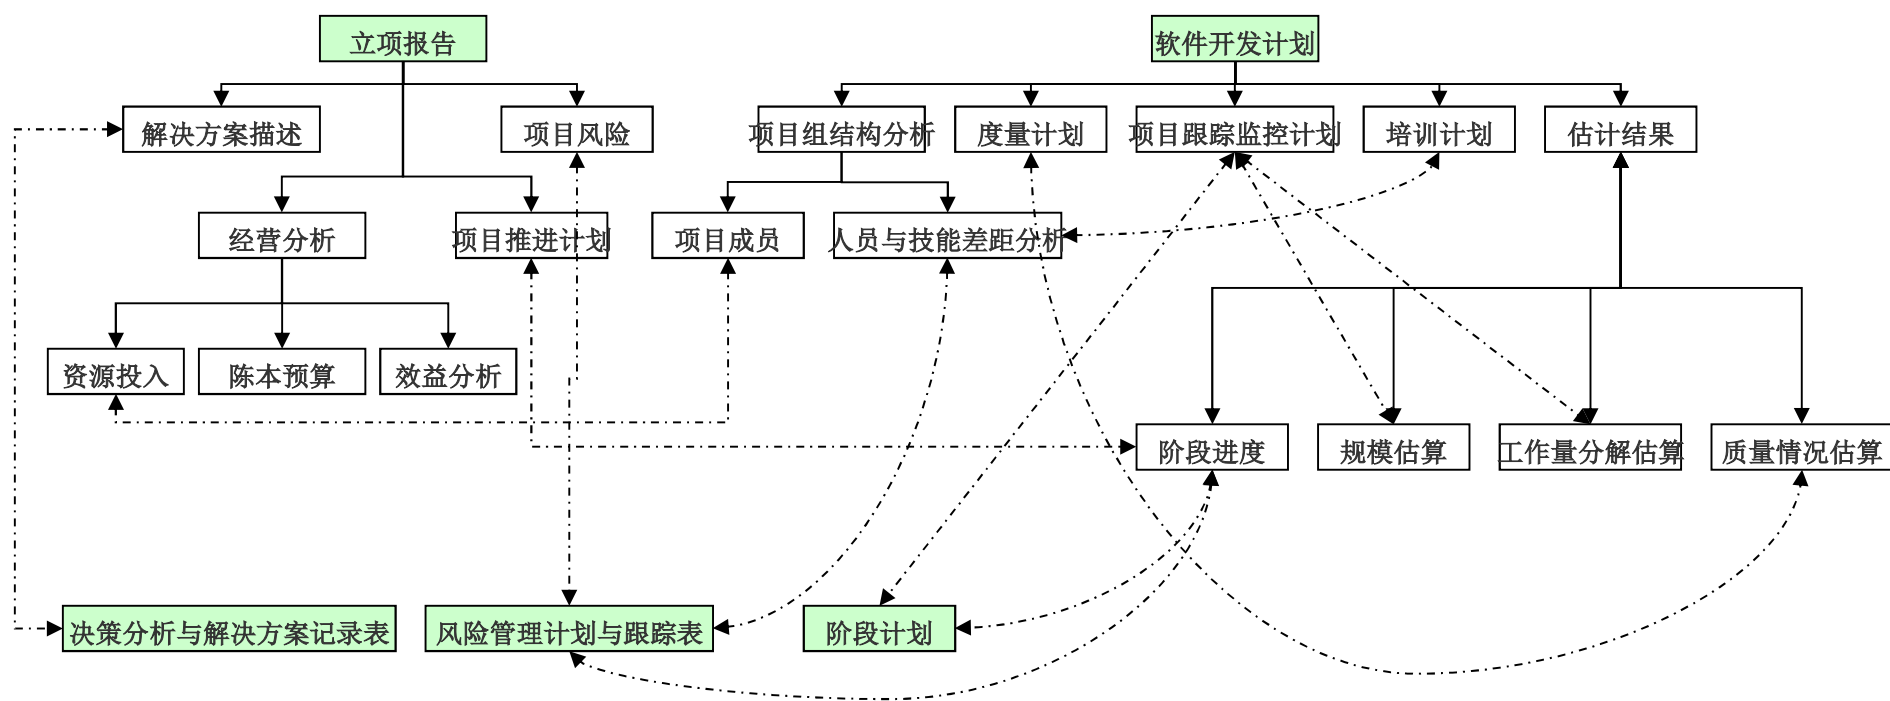 立项报告
软件开发计划
解决方案描述
项目风险
项目组结构分析
度量计划
项目跟踪监控计划
培训计划
估计结果
经营分析
项目推进计划
项目成员
人员与技能差距分析
资源投入
陈本预算
效益分析
阶段进度
规模估算
工作量分解估算
质量情况估算
决策分析与解决方案记录表
风险管理计划与跟踪表
阶段计划